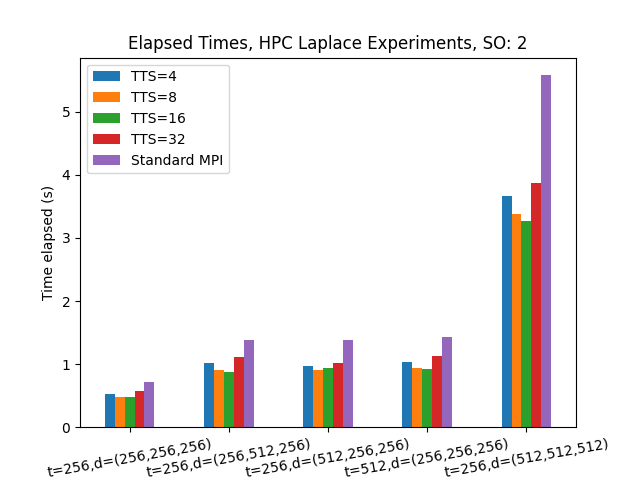 Elapsed Times, HPC Laplace Experiments, SO: 2
TTS=4
TTS=8
TTS=16
TTS=32
Standard MPI
Time elapsed (s)
5
4
3
2
1
0
t=256,d=(256,256,256)
t=256,d=(256,512,256)
t=256,d=(512,256,256)
t=512,d=(256,256,256)
t=256,d=(512,512,512)